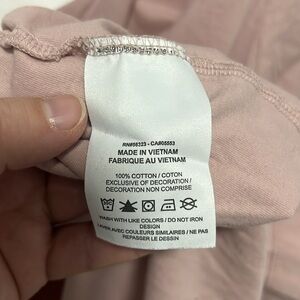 RN#56323 - CA#05553
MADE IN VIETNAM
FABRIQUE AU VIETNAM
100% COTTON / COTON
EXCLUSIVE OF DECORATION /
DECORATION NON COMPRISE
WASH WITH LIKE COLORS / DO NOT IRON
DESIGN
LAVER AVEC COULEURS SIMILAIRES / NE PAS
REPASSER LE DESSIN